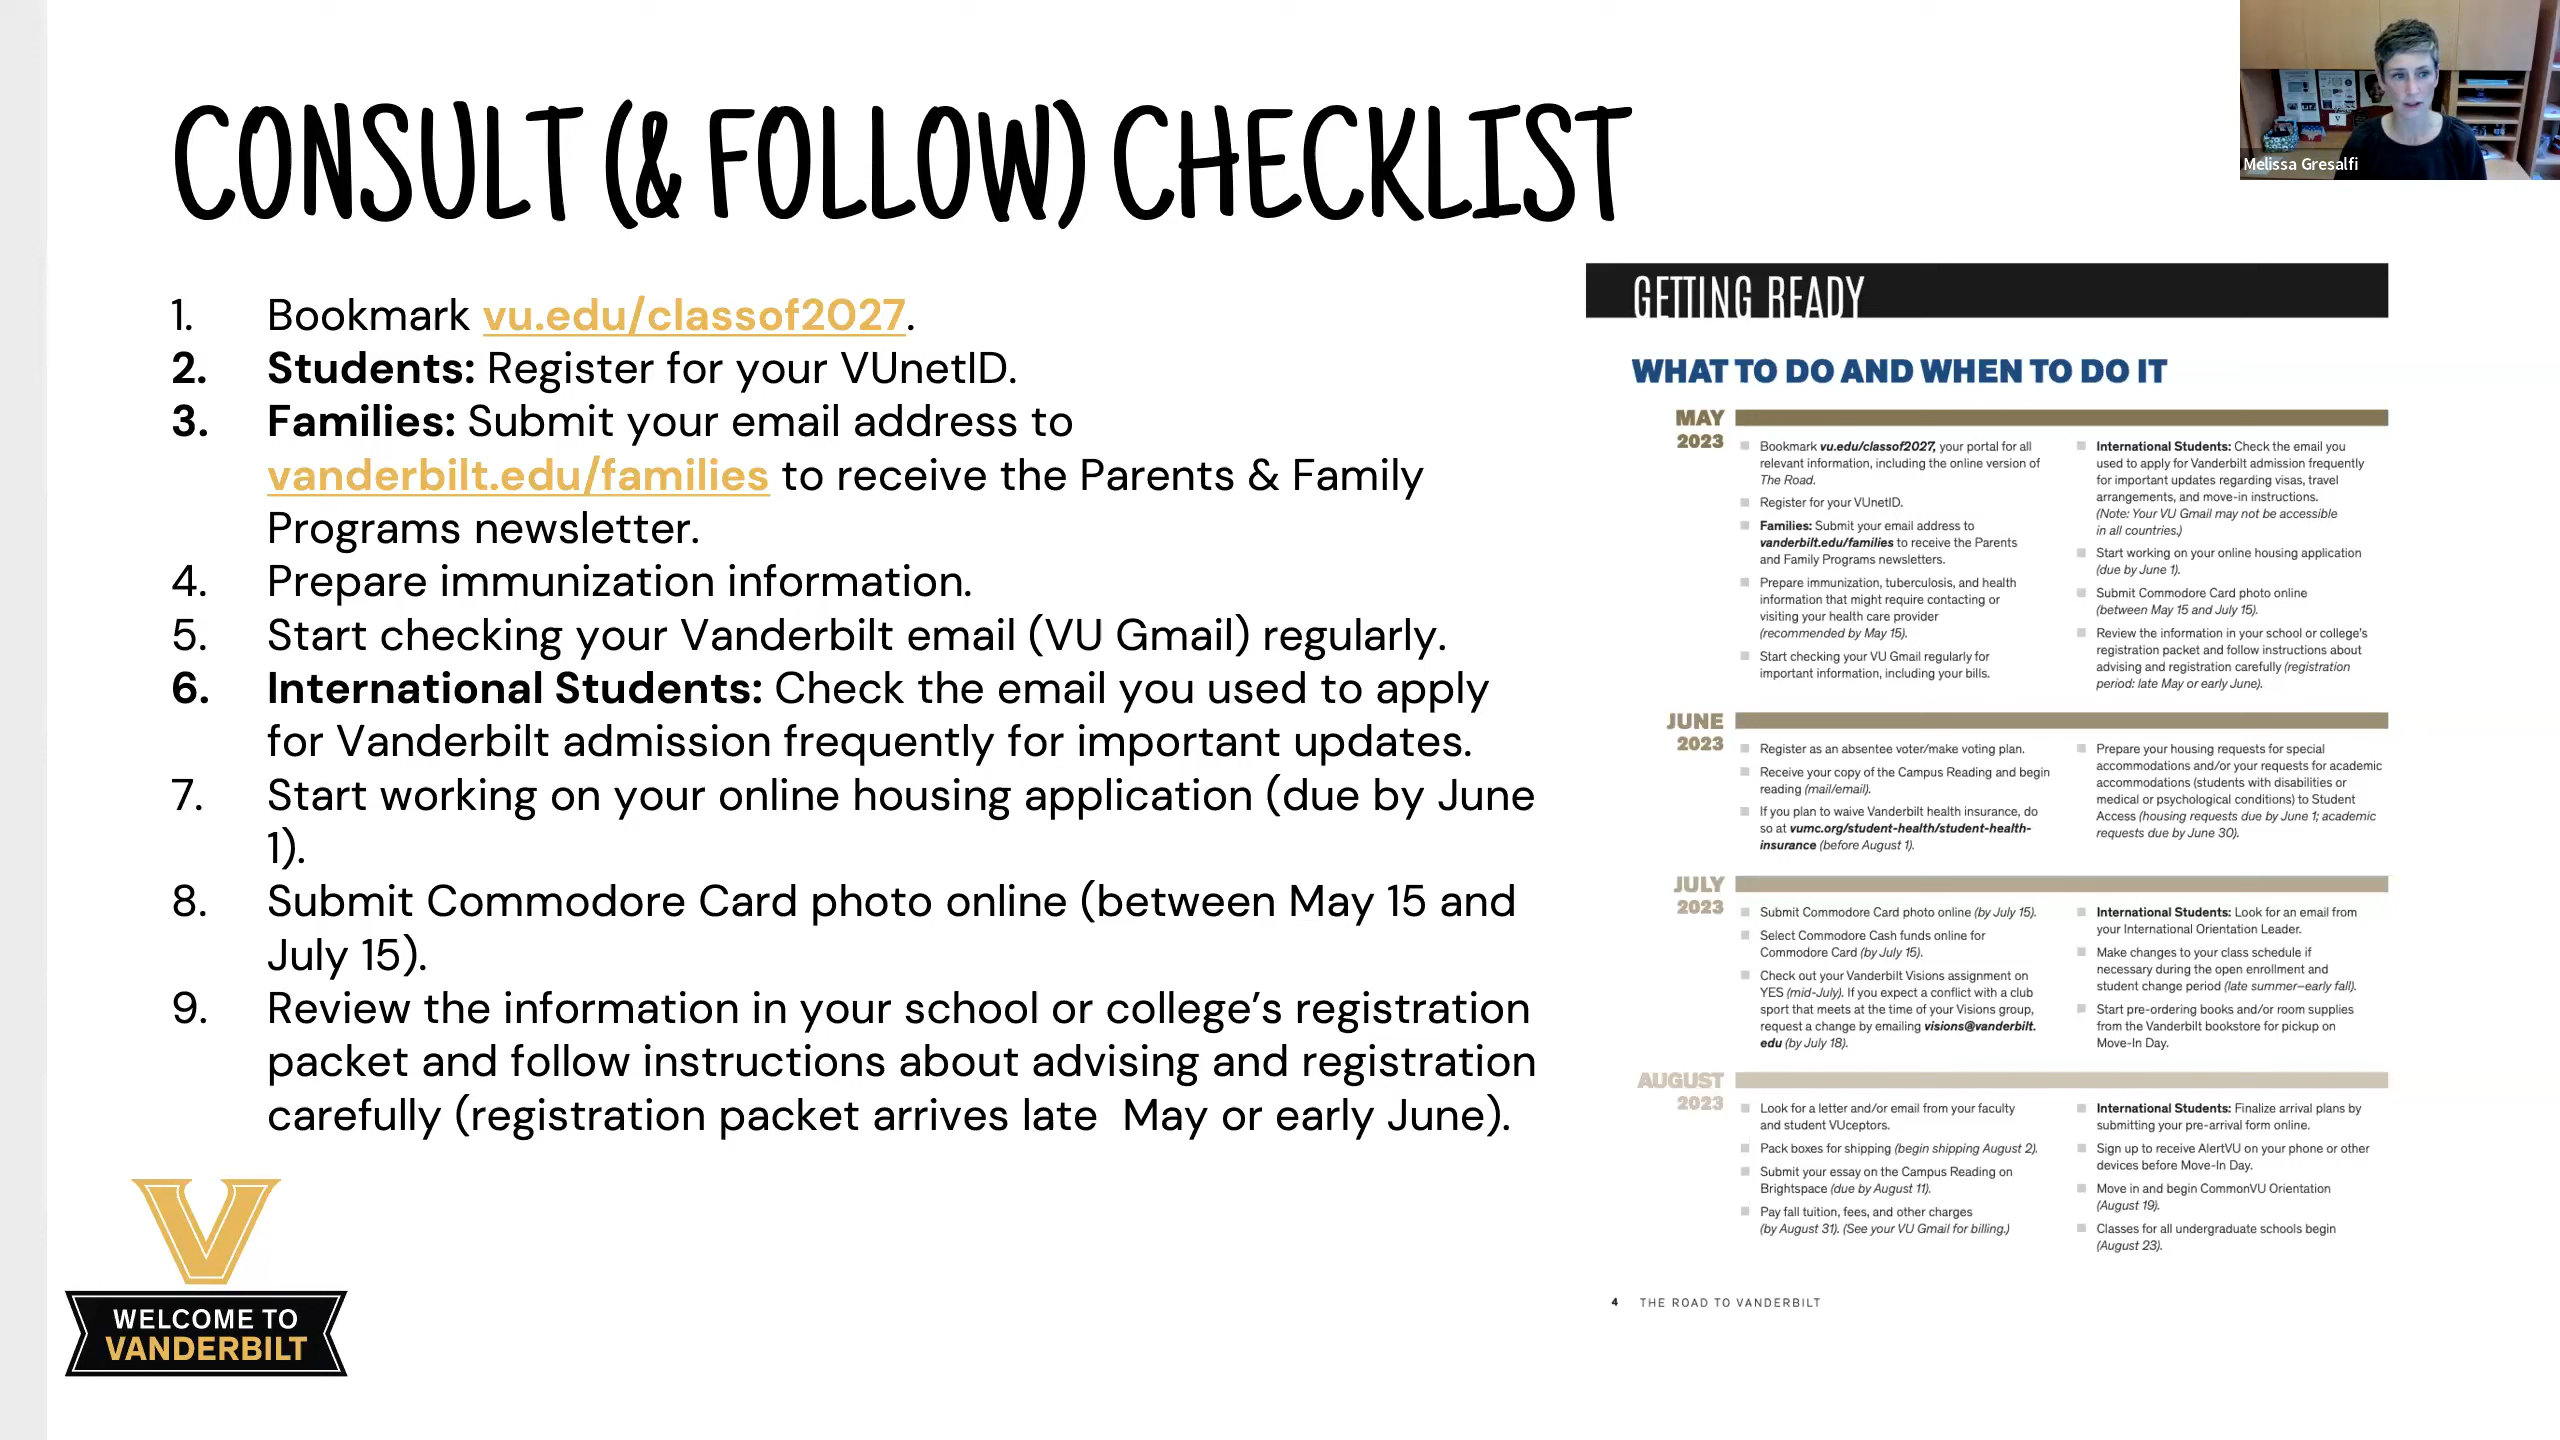 CONSULT (& FOLLOW) CHECKLIST
1. Bookmark vu.edu/classof2027.
2. Students: Register for your VUnetID.
3. Families: Submit your email address to
vanderbilt.edu/families to receive the Parents & Family
Programs newsletter.
4. Prepare immunization information.
5. Start checking your Vanderbilt email (VU Gmail) regularly.
6. International Students: Check the email you used to apply
for Vanderbilt admission frequently for important updates.
7. Start working on your online housing application (due by June
1).
8. Submit Commodore Card photo online (between May 15 and
July 15).
9. Review the information in your school or college's registration
packet and follow instructions about advising and registration
carefully (registration packet arrives late  May or early June).
WELCOME TO
VANDERBILT
Melissa Gresalfi
GETTING READY
WHAT TO DO AND WHEN TO DO IT
MAY
2023
Bookmark vu.edu/classof2027, your portal for all
relevant information, including the online version of
The Road.
Register for your VUnetID.
Families: Submit your email address to
vanderbilt.edu/families to receive the Parents
and Family Programs newsletters.
Prepare immunization, tuberculosis, and health
information that might require contacting or
visiting your health care provider
(recommended by May 15).
Start checking your VU Gmail regularly for
important information, including your bills.
International Students: Check the email you
used to apply for Vanderbilt admission frequently
for important updates regarding visas, travel
arrangements, and move-in instructions.
(Note: Your VU Gmail may not be accessible
in all countries.)
Start working on your online housing application
(due by June 1).
Submit Commodore Card photo online
(between May 15 and July 15).
Review the information in your school or college's
registration packet and follow instructions about
advising and registration carefully (registration
period: late May or early June).
JUNE
2023
Register as an absentee voter/make voting plan.
Receive your copy of the Campus Reading and begin
reading (mail/email).
If you plan to waive Vanderbilt health insurance, do
so at vumc.org/student-health/student-health-
insurance (before August 1).
Prepare your housing requests for special
accommodations and/or your requests for academic
accommodations (students with disabilities or
medical or psychological conditions) to Student
Access (housing requests due by June 1; academic
requests due by June 30).
JULY
2023
Submit Commodore Card photo online (by July 15).
Select Commodore Cash funds online for
Commodore Card (by July 15).
Check out your Vanderbilt Visions assignment on
YES (mid-July). If you expect a conflict with a club
sport that meets at the time of your Visions group,
request a change by emailing visions@vanderbilt.
edu (by July 18).
International Students: Look for an email from
your International Orientation Leader.
Make changes to your class schedule if
necessary during the open enrollment and
student change period (late summer–early fall).
Start pre-ordering books and/or room supplies
from the Vanderbilt bookstore for pickup on
Move-In Day.
AUGUST
2023
Look for a letter and/or email from your faculty
and student VUceptors.
Pack boxes for shipping (begin shipping August 2).
Submit your essay on the Campus Reading on
Brightspace (due by August 11).
Pay fall tuition, fees, and other charges
(by August 31). (See your VU Gmail for billing.)
International Students: Finalize arrival plans by
submitting your pre-arrival form online.
Sign up to receive AlertVU on your phone or other
devices before Move-In Day.
Move in and begin CommonVU Orientation
(August 19).
Classes for all undergraduate schools begin
(August 23).
4 THE ROAD TO VANDERBILT